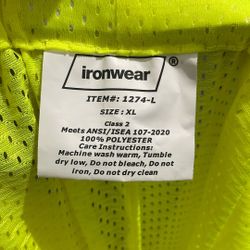 ironwear®
ITEM#: 1274-L
SIZE: XL
Class 2
Meets ANSI/ISEA 107-2020
100% POLYESTER
Care Instructions:
Machine wash warm, Tumble
dry low, Do not bleach, Do not
Iron, Do not dry clean